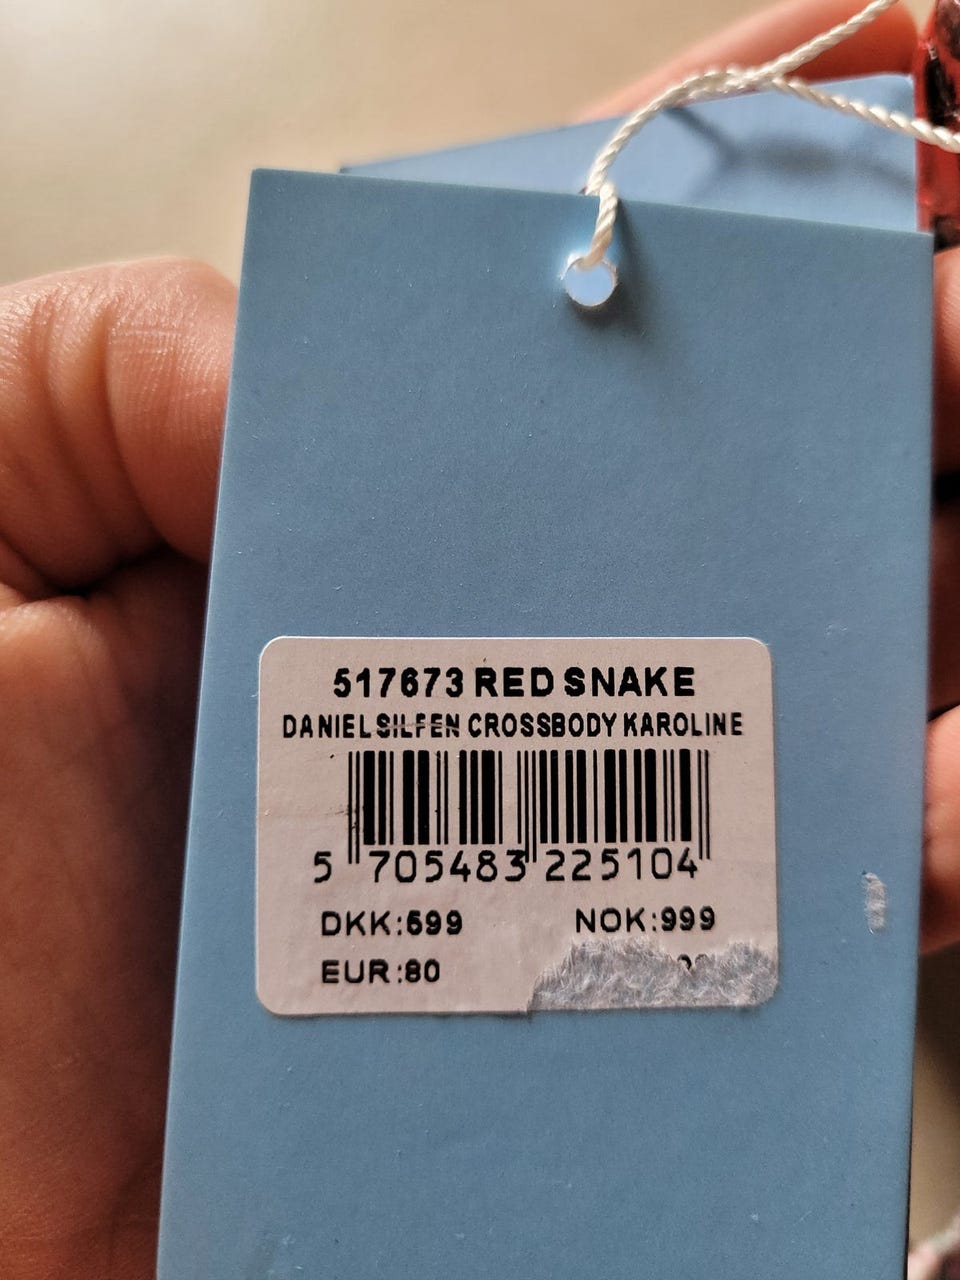 517673 RED SNAKE
DANIEL SILFEN CROSSBODY KAROLINE
5 705483 225104
DKK:599 NOK:999
EUR:80